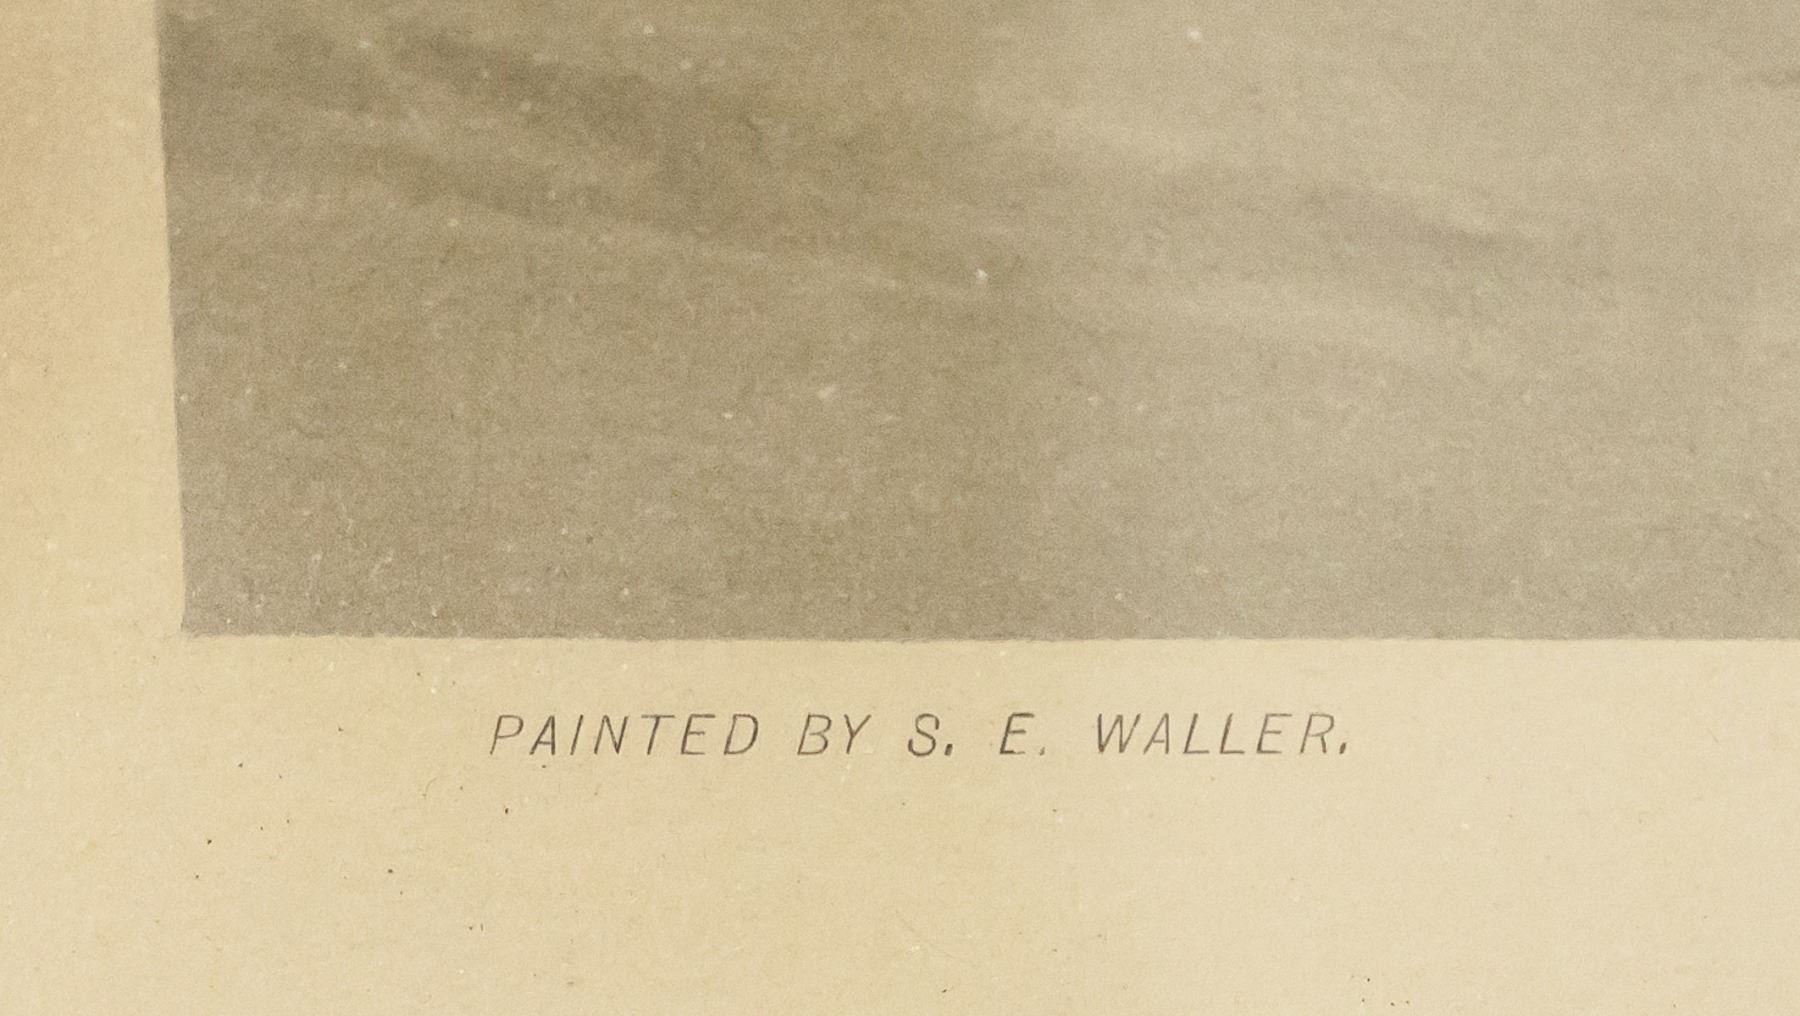 PAINTED BY S. E. WALLER.